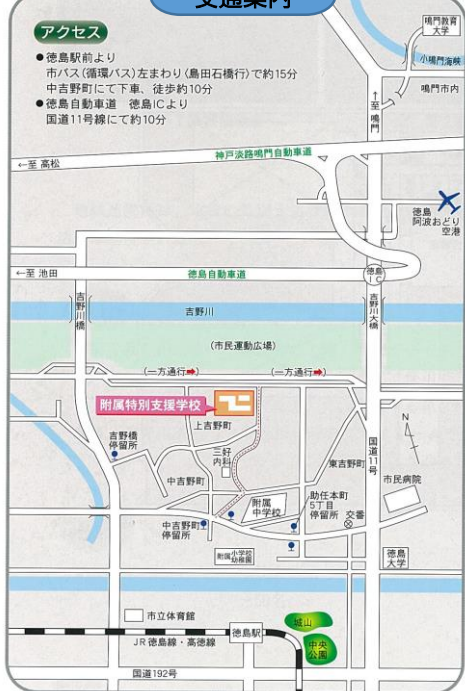 交通案内
アクセス
●徳島駅前より
市バス(循環バス)左まわり(島田石橋行)で約15分
中吉野町にて下車、徒歩約10分
●徳島自動車道 徳島ICより
国道11号線にて約10分
鳴門教育
大学
小鳴門海峡
鳴門市内
↑至 鳴門
←至 高松
神戸淡路鳴門自動車道
徳島
阿波おどり
空港
←至 池田
徳島自動車道
徳島
IC
吉野川橋
吉野川
吉野川大橋
(市民運動広場)
(一方通行➡)
(一方通行➡)
附属特別支援学校
上吉野町
N
吉野橋
停留所
三好
内科
国道11号
中吉野町
東吉野町
市民病院
附属
中学校
助任本町
5丁目
停留所
交番
中吉野町
停留所
附属小学校
幼稚園
徳島
大学
市立体育館
城山
徳島駅
中央
公園
JR徳島線・高徳線
国道192号